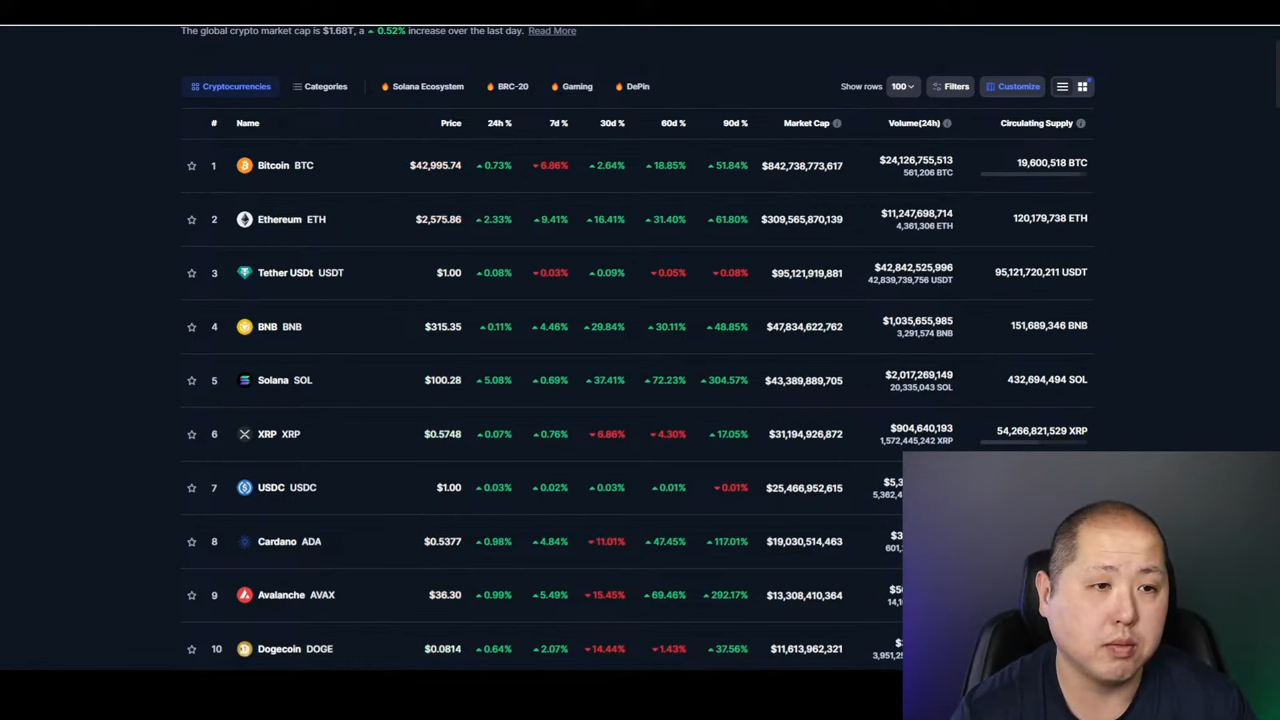 The global crypto market cap is $1.68T, a 0.52% increase over the last day. Read More
Cryptocurrencies Categories Solana Ecosystem BRC-20 Gaming DePin Show rows 100 Filters Customize
# Name Price 24h % 7d % 30d % 60d % 90d % Market Cap Volume(24h) Circulating Supply
1 Bitcoin BTC $42,995.74 0.73% 6.86% 2.64% 18.85% 51.84% $842,738,773,617 $24,126,755,513 19,600,518 BTC
561,206 BTC
2 Ethereum ETH $2,575.86 2.33% 9.41% 16.41% 31.40% 61.80% $309,565,870,139 $11,247,698,714 120,179,738 ETH
4,361,306 ETH
3 Tether USDt USDT $1.00 0.08% 0.03% 0.09% 0.05% 0.08% $95,121,919,881 $42,842,525,996 95,121,720,211 USDT
42,839,739,756 USDT
4 BNB BNB $315.35 0.11% 4.46% 29.84% 30.11% 48.85% $47,834,622,762 $1,035,655,985 151,689,346 BNB
3,291,574 BNB
5 Solana SOL $100.28 5.08% 0.69% 37.41% 72.23% 304.57% $43,389,889,705 $2,017,269,149 432,694,494 SOL
20,335,043 SOL
6 XRP XRP $0.5748 0.07% 0.76% 6.86% 4.30% 17.05% $31,194,926,872 $904,640,193 54,266,821,529 XRP
1,572,445,242 XRP
7 USDC USDC $1.00 0.03% 0.02% 0.03% 0.01% 0.01% $25,466,952,615
8 Cardano ADA $0.5377 0.98% 4.84% 11.01% 47.45% 117.01% $19,030,514,463
9 Avalanche AVAX $36.30 0.99% 5.49% 15.45% 69.46% 292.17% $13,308,410,364
10 Dogecoin DOGE $0.0814 0.64% 2.07% 14.44% 1.43% 37.56% $11,613,962,321